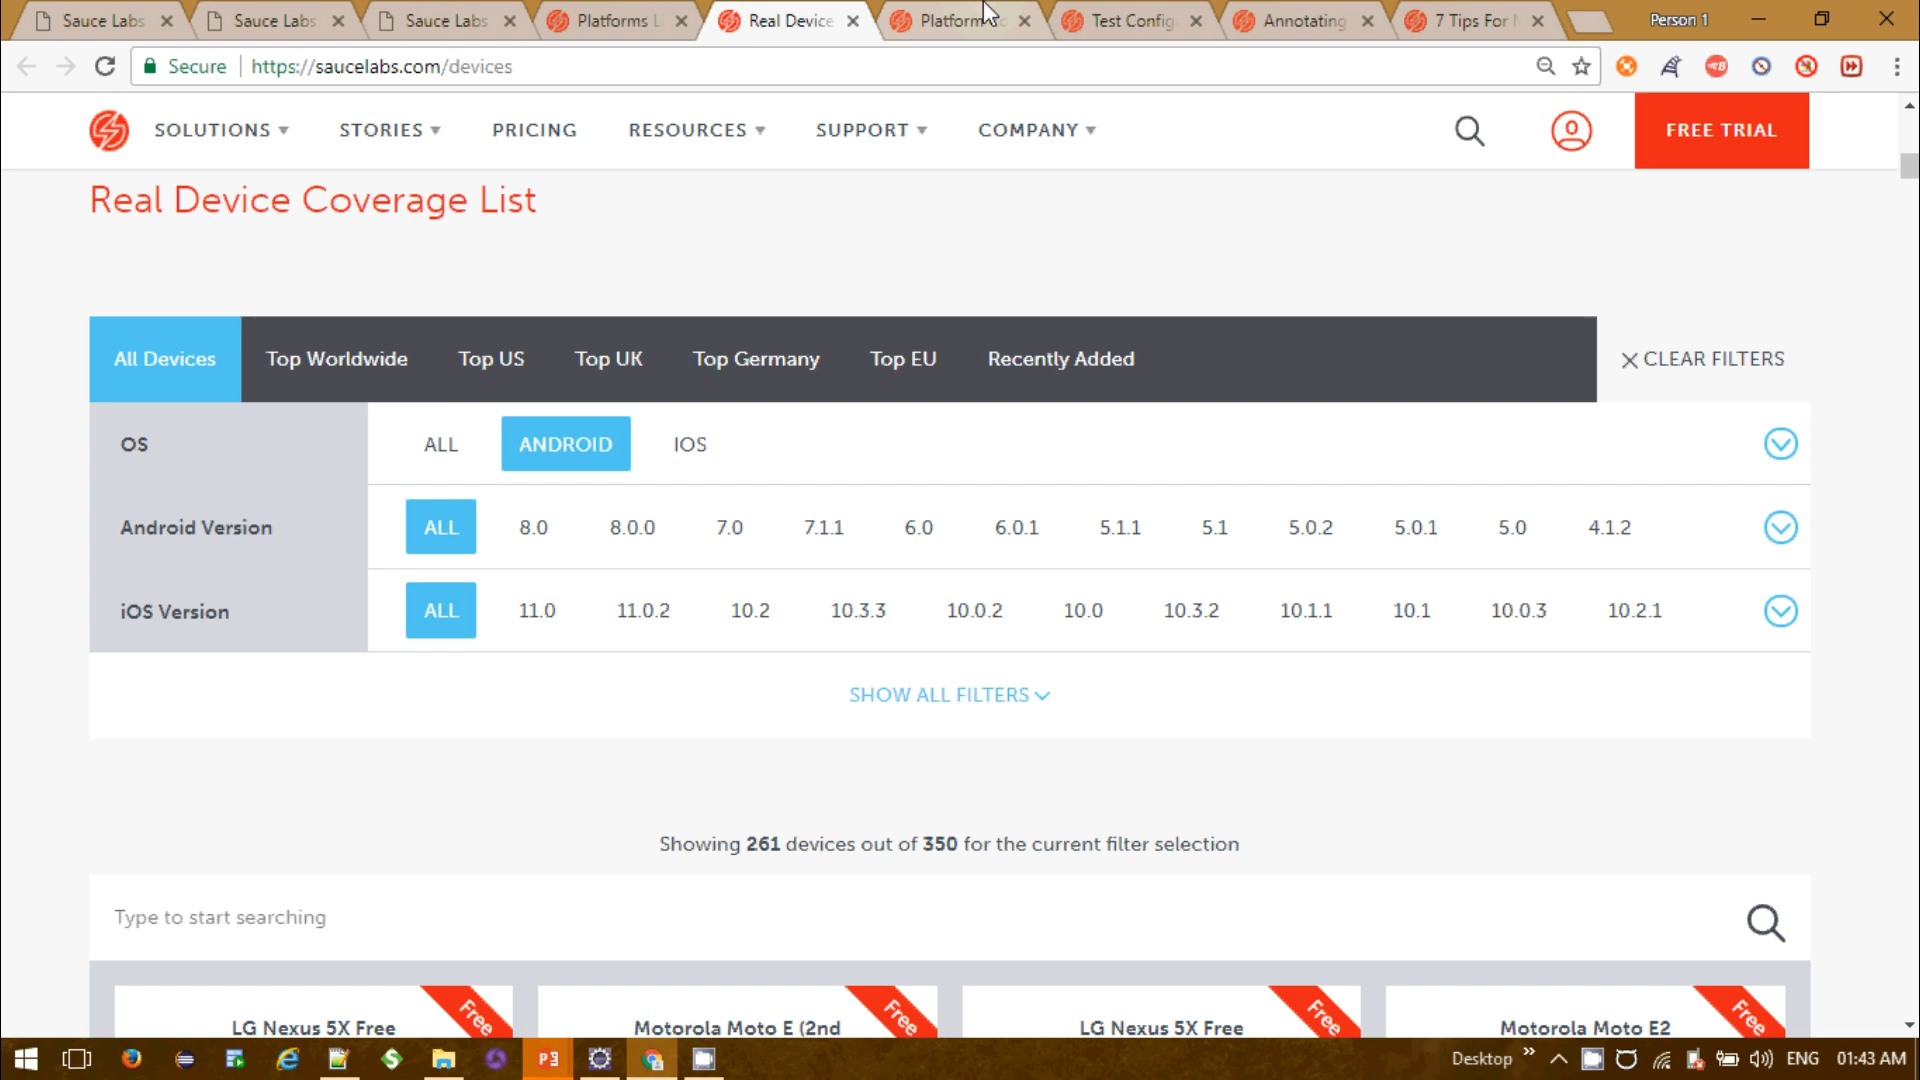 Sauce Labs
Sauce Labs
Sauce Labs
Platforms Li
Real Device
Platform
Test Config
Annotating
7 Tips For
Person 1
Secure
https://saucelabs.com/devices
SOLUTIONS
STORIES
PRICING
RESOURCES
SUPPORT
COMPANY
FREE TRIAL
Real Device Coverage List
All Devices
Top Worldwide
Top US
Top UK
Top Germany
Top EU
Recently Added
CLEAR FILTERS
OS
ALL
ANDROID
IOS
Android Version
ALL
8.0
8.0.0
7.0
7.1.1
6.0
6.0.1
5.1.1
5.1
5.0.2
5.0.1
5.0
4.1.2
iOS Version
ALL
11.0
11.0.2
10.2
10.3.3
10.0.2
10.0
10.3.2
10.1.1
10.1
10.0.3
10.2.1
SHOW ALL FILTERS
Showing 261 devices out of 350 for the current filter selection
Type to start searching
LG Nexus 5X Free
Free
Motorola Moto E (2nd
Free
LG Nexus 5X Free
Free
Motorola Moto E2
Free
Desktop
ENG
01:43 AM